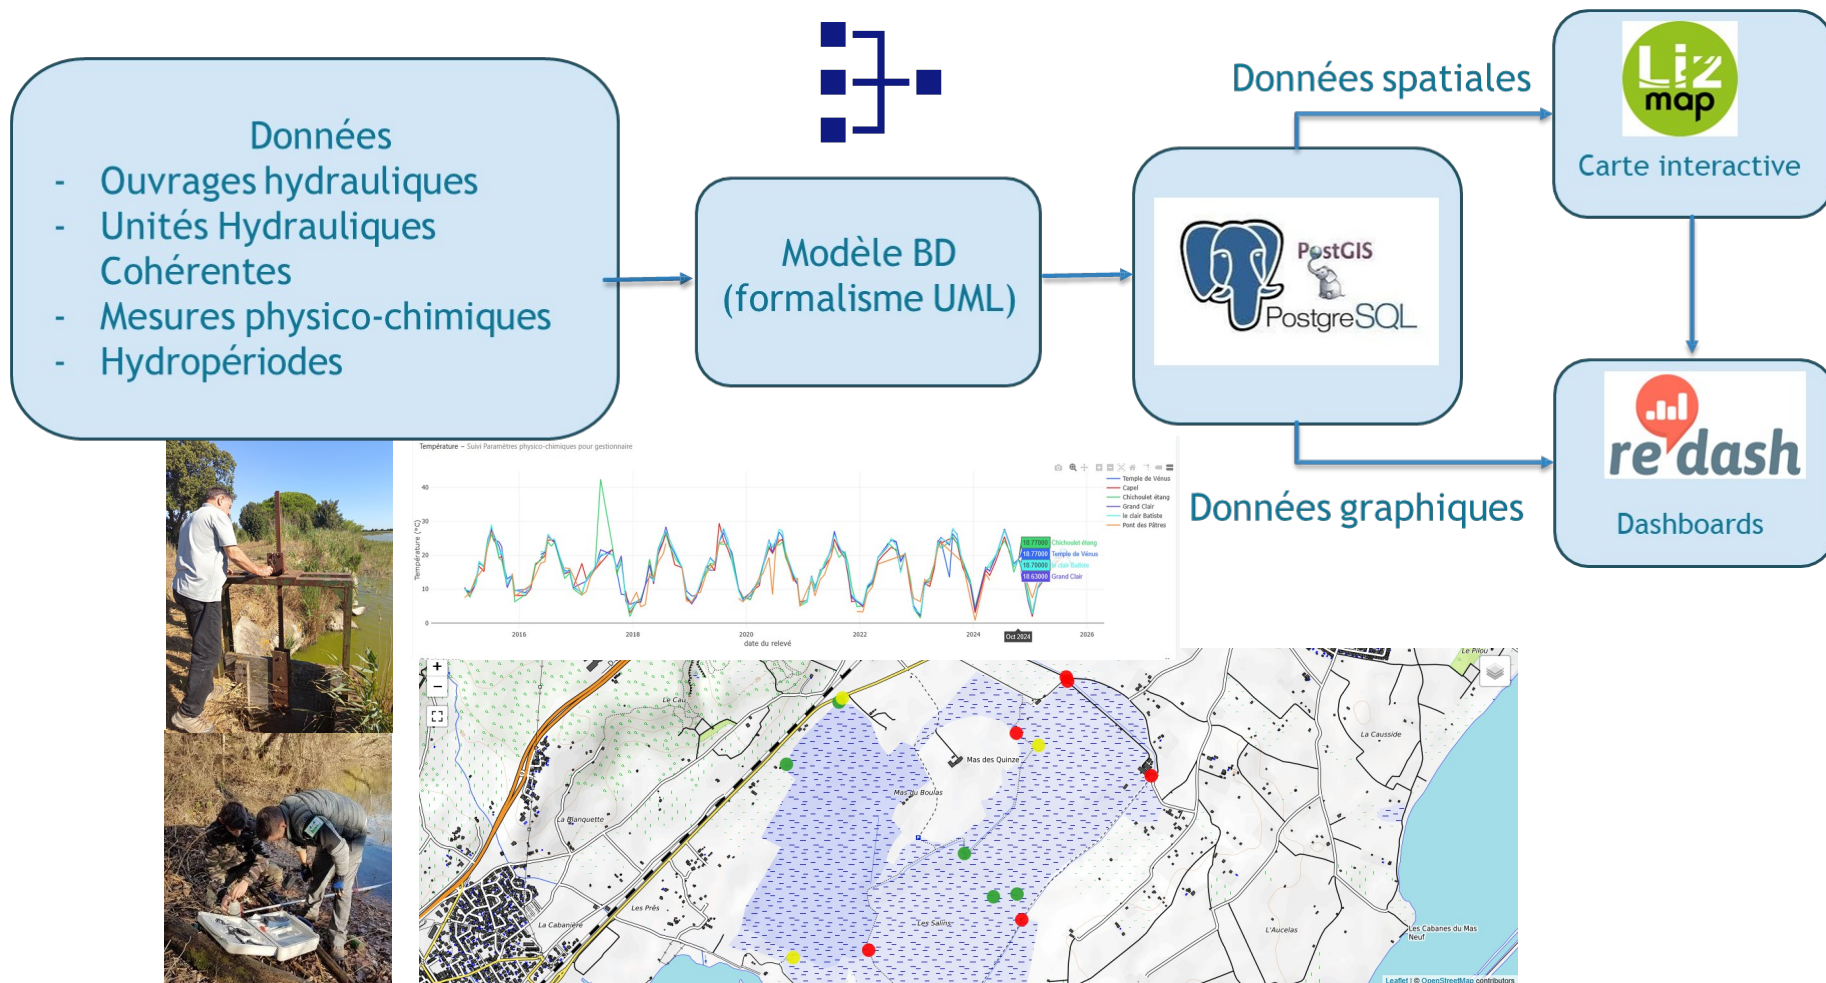 Données
- Ouvrages hydrauliques
- Unités Hydrauliques
Cohérentes
- Mesures physico-chimiques
- Hydropériodes
Modèle BD
(formalisme UML)
PostGIS
PostgreSQL
Données spatiales
Liz
map
Carte interactive
Données graphiques
re dash
Dashboards
Température - Suivi Paramètres physico-chimiques pour gestionnaire
Température (°C)
40
30
20
10
0
2016
2018
2020
2022
2024
2026
Oct 2024
date du relevé
Temple de Vénus
Capel
Chichoulet étang
Grand Clair
le clair Batiste
Pont des Pâtres
18.77000 Chichoulet étang
18.77000 Temple de Vénus
18.70000 le clair Batiste
18.63000 Grand Clair
+
−
Le Cau
Le Pilou
La Causside
Mas des Quinze
Mas du Boulas
La Blanquette
P
Les Prés
La Cabanière
Les Salins
L'Aucelas
Les Cabanes du Mas
Neuf
Leaflet | © OpenStreetMap contributors